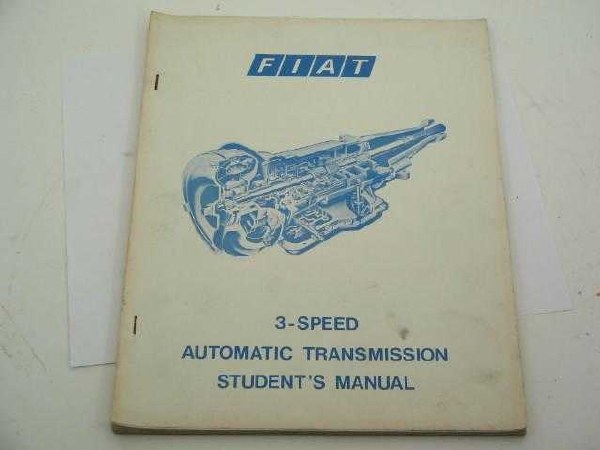 FIAT
3-SPEED
AUTOMATIC TRANSMISSION
STUDENT'S MANUAL